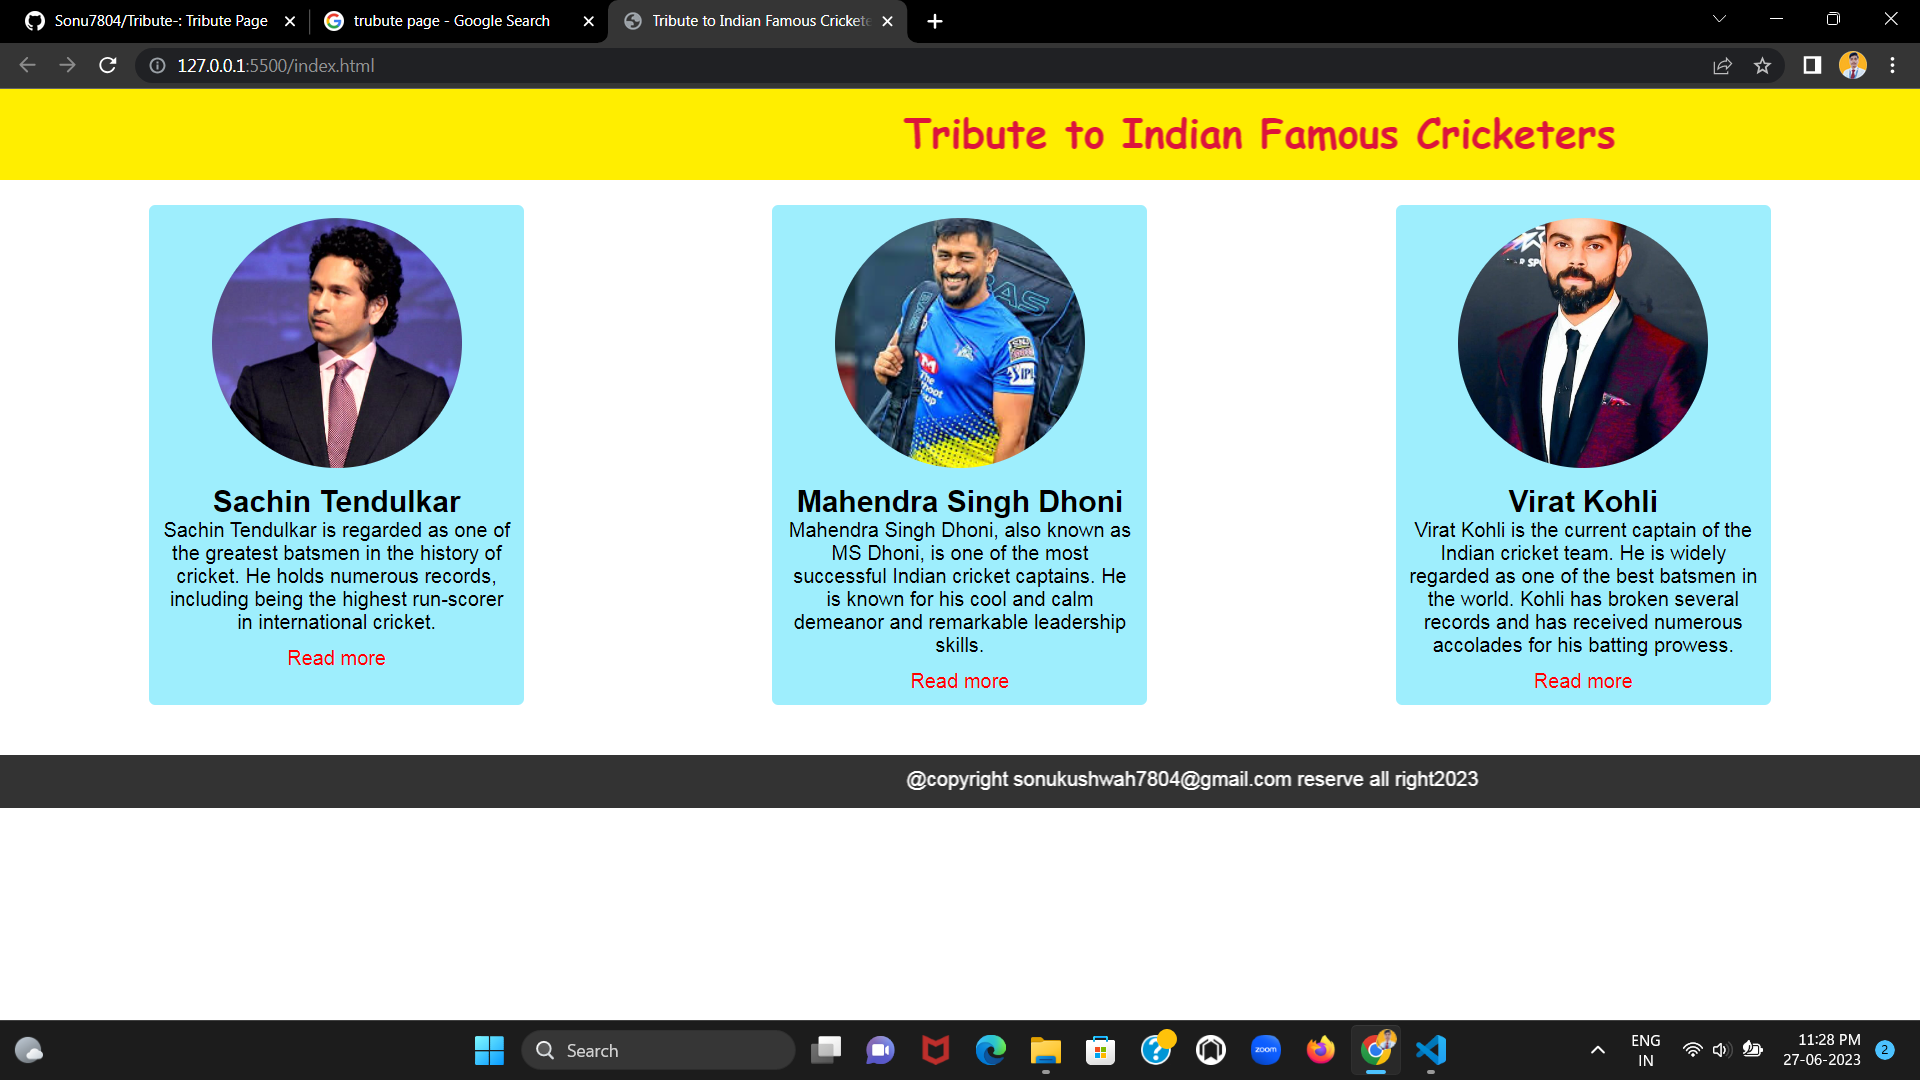 Sonu7804/Tribute-: Tribute Page
trubute page - Google Search
Tribute to Indian Famous Crickete
127.0.0.1:5500/index.html
Tribute to Indian Famous Cricketers
Sachin Tendulkar
Sachin Tendulkar is regarded as one of
the greatest batsmen in the history of
cricket. He holds numerous records,
including being the highest run-scorer
in international cricket.
Read more
Mahendra Singh Dhoni
Mahendra Singh Dhoni, also known as
MS Dhoni, is one of the most
successful Indian cricket captains. He
is known for his cool and calm
demeanor and remarkable leadership
skills.
Read more
Virat Kohli
Virat Kohli is the current captain of the
Indian cricket team. He is widely
regarded as one of the best batsmen in
the world. Kohli has broken several
records and has received numerous
accolades for his batting prowess.
Read more
@copyright sonukushwah7804@gmail.com reserve all right2023
Search
zoom
ENG
IN
11:28 PM
27-06-2023
2